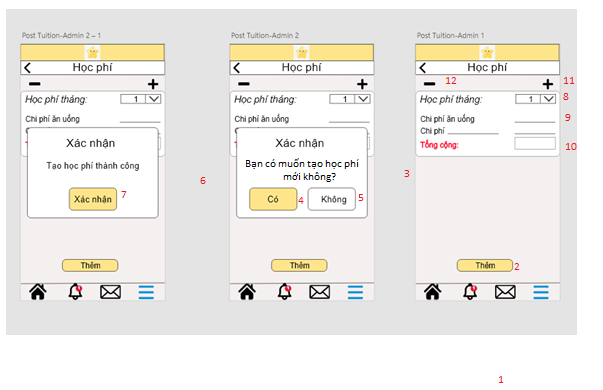 Post Tuition-Admin 2 – 1
Post Tuition-Admin 2
Post Tuition-Admin 1
Học phí
Học phí tháng:
1
Chi phí ăn uống
Xác nhận
Tạo học phí thành công
Xác nhận
7
Thêm
6
Học phí
Học phí tháng:
1
Chi phí ăn uống
Xác nhận
Bạn có muốn tạo học phí
mới không?
Có
4
Không
5
Thêm
3
Học phí
12
11
Học phí tháng:
1
8
Chi phí ăn uống
9
Chi phí
Tổng cộng:
10
Thêm
2
1